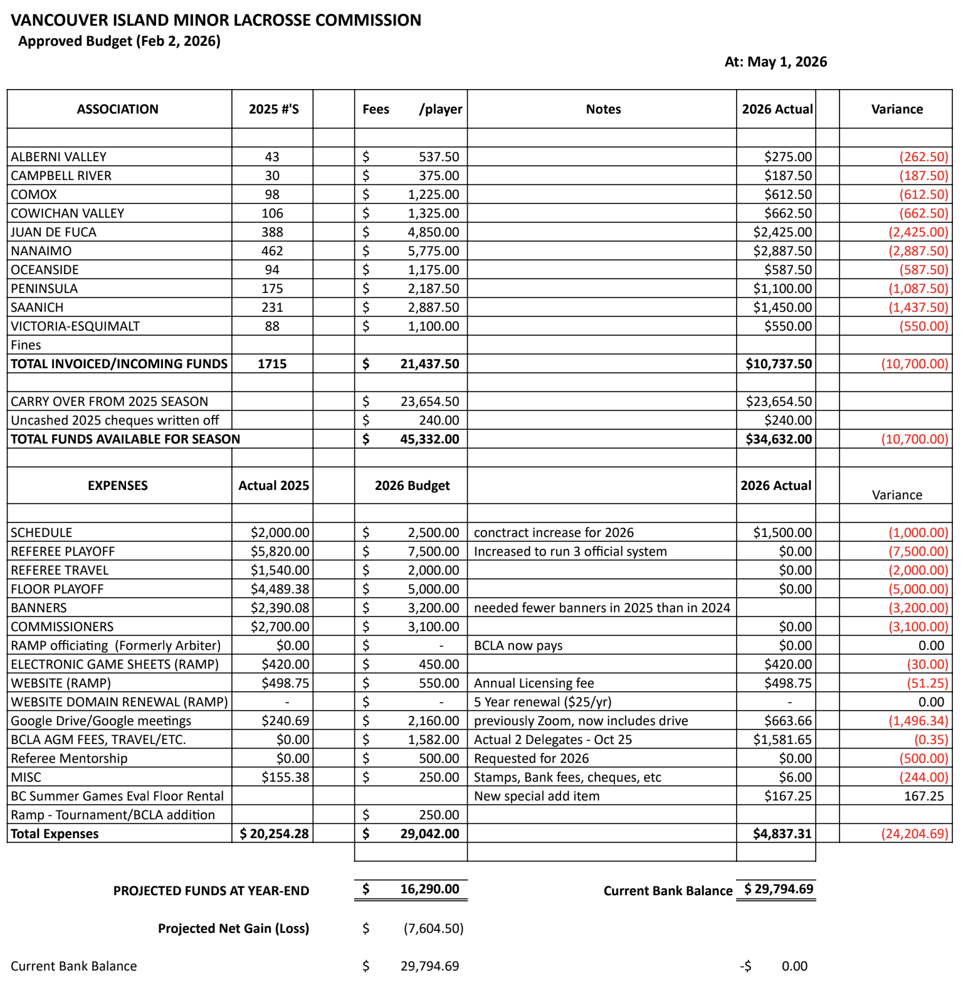 VANCOUVER ISLAND MINOR LACROSSE COMMISSION
Approved Budget (Feb 2, 2026)
At: May 1, 2026
ASSOCIATION 2025 #'S Fees /player Notes 2026 Actual Variance
ALBERNI VALLEY 43 $ 537.50 $275.00 (262.50)
CAMPBELL RIVER 30 $ 375.00 $187.50 (187.50)
COMOX 98 $ 1,225.00 $612.50 (612.50)
COWICHAN VALLEY 106 $ 1,325.00 $662.50 (662.50)
JUAN DE FUCA 388 $ 4,850.00 $2,425.00 (2,425.00)
NANAIMO 462 $ 5,775.00 $2,887.50 (2,887.50)
OCEANSIDE 94 $ 1,175.00 $587.50 (587.50)
PENINSULA 175 $ 2,187.50 $1,100.00 (1,087.50)
SAANICH 231 $ 2,887.50 $1,450.00 (1,437.50)
VICTORIA-ESQUIMALT 88 $ 1,100.00 $550.00 (550.00)
Fines
TOTAL INVOICED/INCOMING FUNDS 1715 $ 21,437.50 $10,737.50 (10,700.00)
CARRY OVER FROM 2025 SEASON $ 23,654.50 $23,654.50
Uncashed 2025 cheques written off $ 240.00 $240.00
TOTAL FUNDS AVAILABLE FOR SEASON $ 45,332.00 $34,632.00 (10,700.00)
EXPENSES Actual 2025 2026 Budget 2026 Actual Variance
SCHEDULE $2,000.00 $ 2,500.00 conctract increase for 2026 $1,500.00 (1,000.00)
REFEREE PLAYOFF $5,820.00 $ 7,500.00 Increased to run 3 official system $0.00 (7,500.00)
REFEREE TRAVEL $1,540.00 $ 2,000.00 $0.00 (2,000.00)
FLOOR PLAYOFF $4,489.38 $ 5,000.00 $0.00 (5,000.00)
BANNERS $2,390.08 $ 3,200.00 needed fewer banners in 2025 than in 2024 (3,200.00)
COMMISSIONERS $2,700.00 $ 3,100.00 $0.00 (3,100.00)
RAMP officiating (Formerly Arbiter) $0.00 $ - BCLA now pays $0.00 0.00
ELECTRONIC GAME SHEETS (RAMP) $420.00 $ 450.00 $420.00 (30.00)
WEBSITE (RAMP) $498.75 $ 550.00 Annual Licensing fee $498.75 (51.25)
WEBSITE DOMAIN RENEWAL (RAMP) - $ - 5 Year renewal ($25/yr) - 0.00
Google Drive/Google meetings $240.69 $ 2,160.00 previously Zoom, now includes drive $663.66 (1,496.34)
BCLA AGM FEES, TRAVEL/ETC. $0.00 $ 1,582.00 Actual 2 Delegates - Oct 25 $1,581.65 (0.35)
Referee Mentorship $0.00 $ 500.00 Requested for 2026 $0.00 (500.00)
MISC $155.38 $ 250.00 Stamps, Bank fees, cheques, etc $6.00 (244.00)
BC Summer Games Eval Floor Rental New special add item $167.25 167.25
Ramp - Tournament/BCLA addition $ 250.00
Total Expenses $ 20,254.28 $ 29,042.00 $4,837.31 (24,204.69)
PROJECTED FUNDS AT YEAR-END $ 16,290.00 Current Bank Balance $ 29,794.69
Projected Net Gain (Loss) $ (7,604.50)
Current Bank Balance $ 29,794.69 -$ 0.00